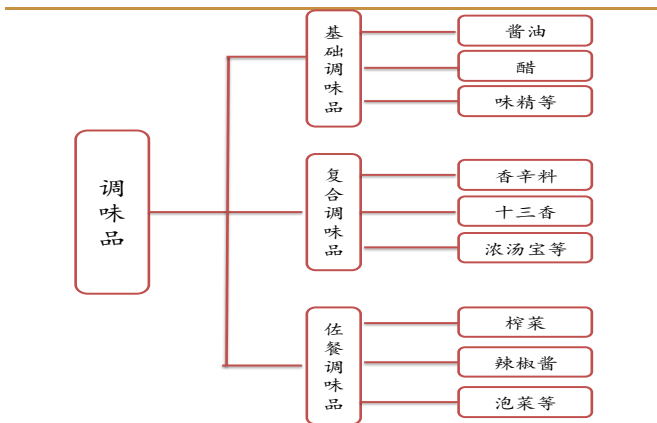 调味品
基础调味品
酱油
醋
味精等
复合调味品
香辛料
十三香
浓汤宝等
佐餐调味品
榨菜
辣椒酱
泡菜等